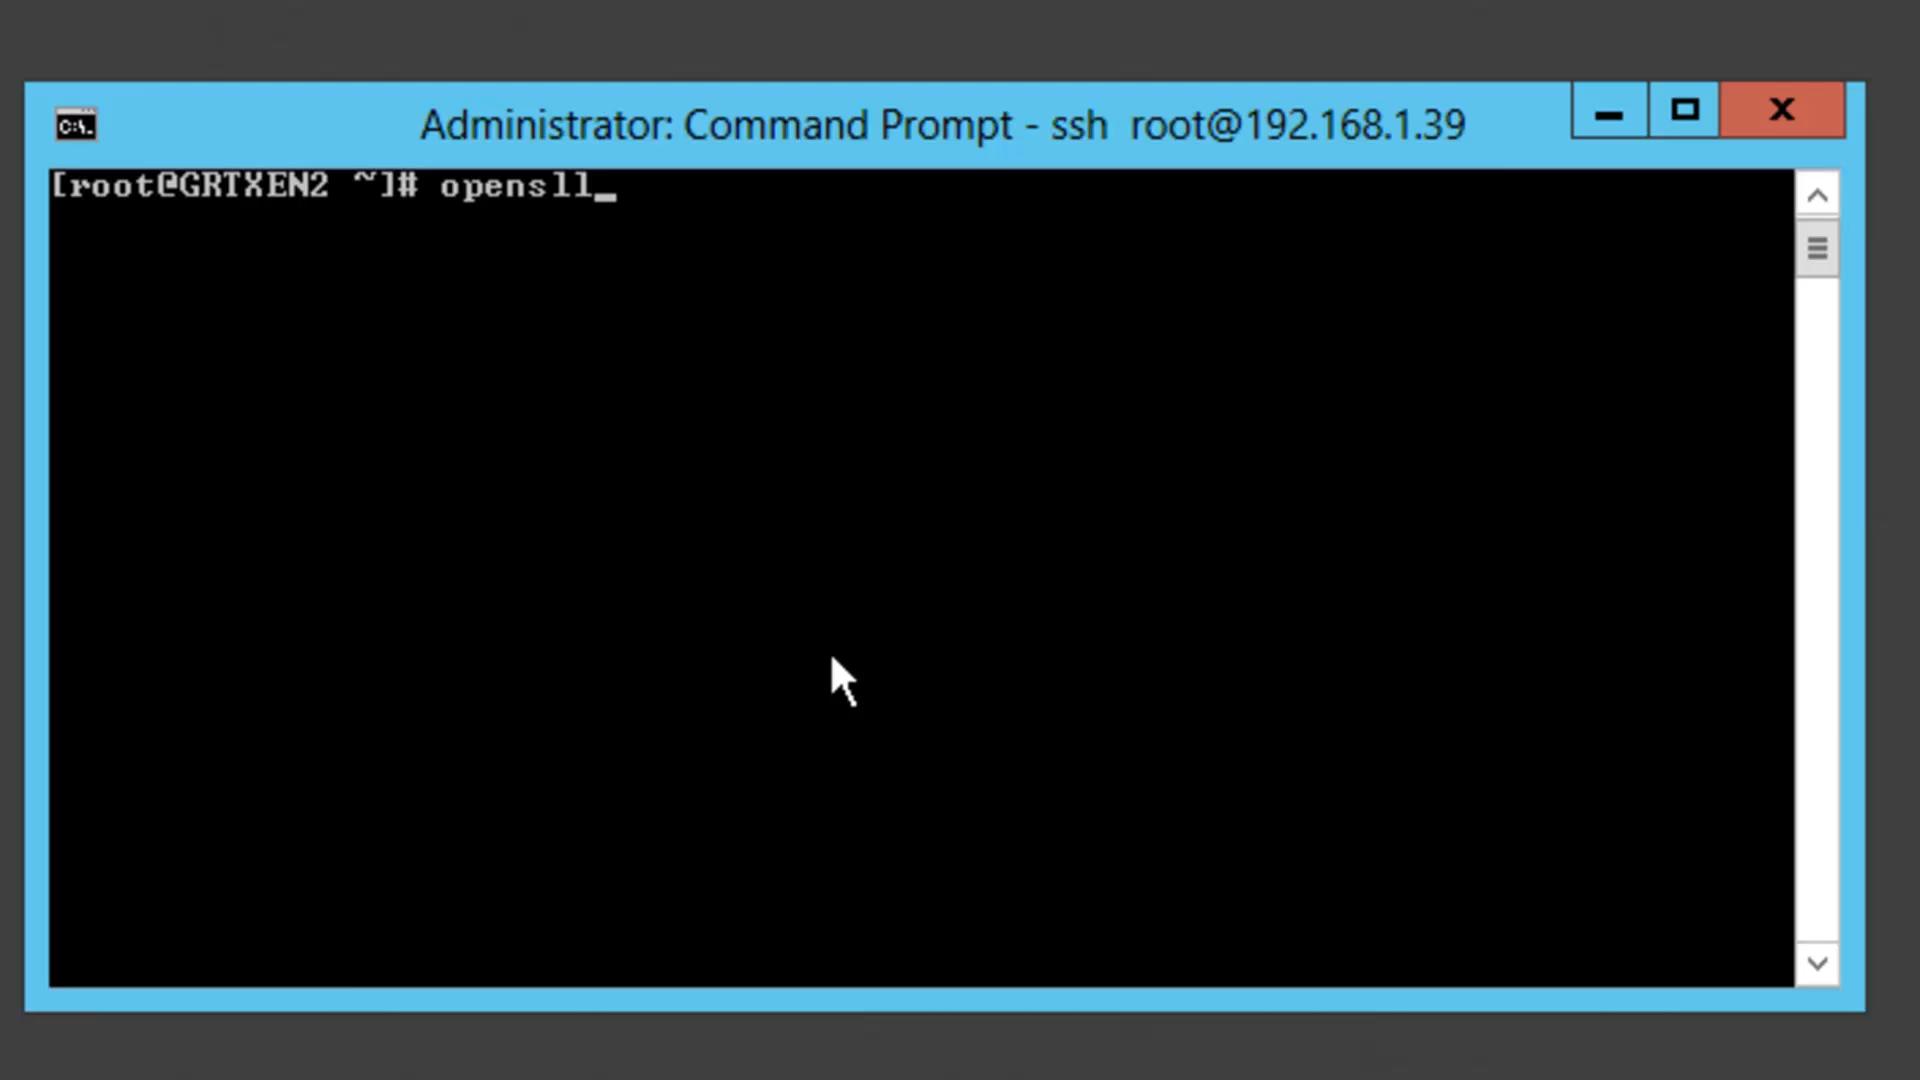 Administrator: Command Prompt - ssh  root@192.168.1.39
[root@GRTXEN2 ~]# opensll_